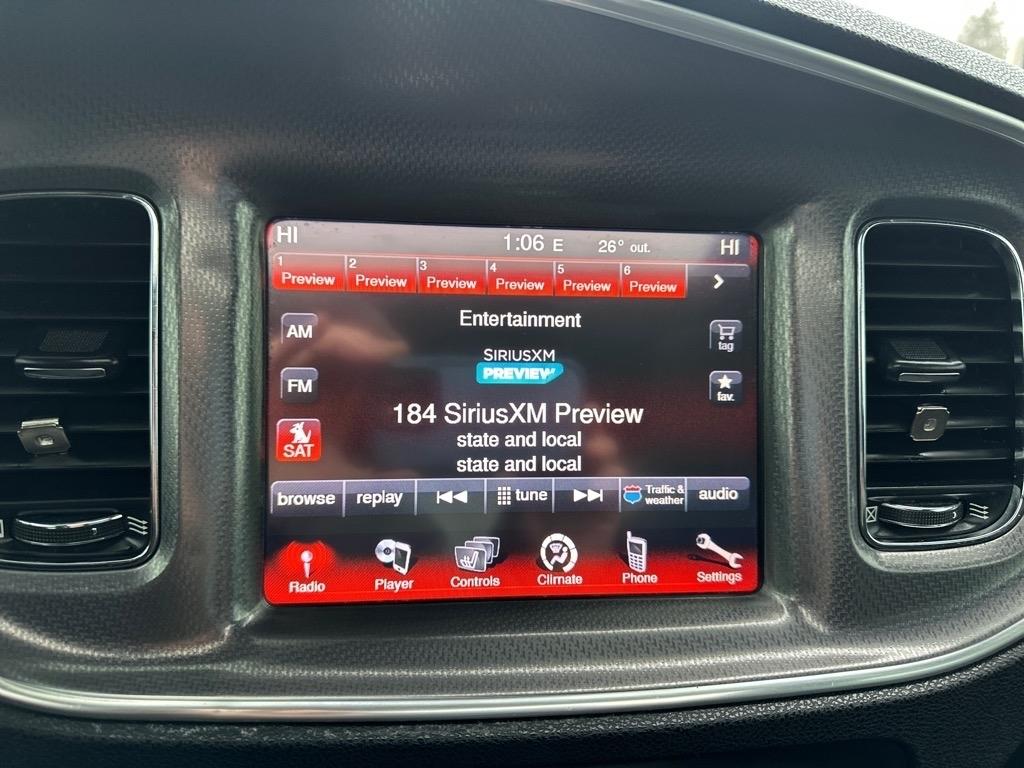 HI 1:06 E 26° out. HI
1 2 3 4 5 6
Preview Preview Preview Preview Preview Preview
Entertainment
AM
SIRIUSXM
tag
PREVIEW
FM
fav.
184 SiriusXM Preview
SAT
state and local
state and local
browse replay tune Traffic & weather audio
Radio Player Controls Climate Phone Settings